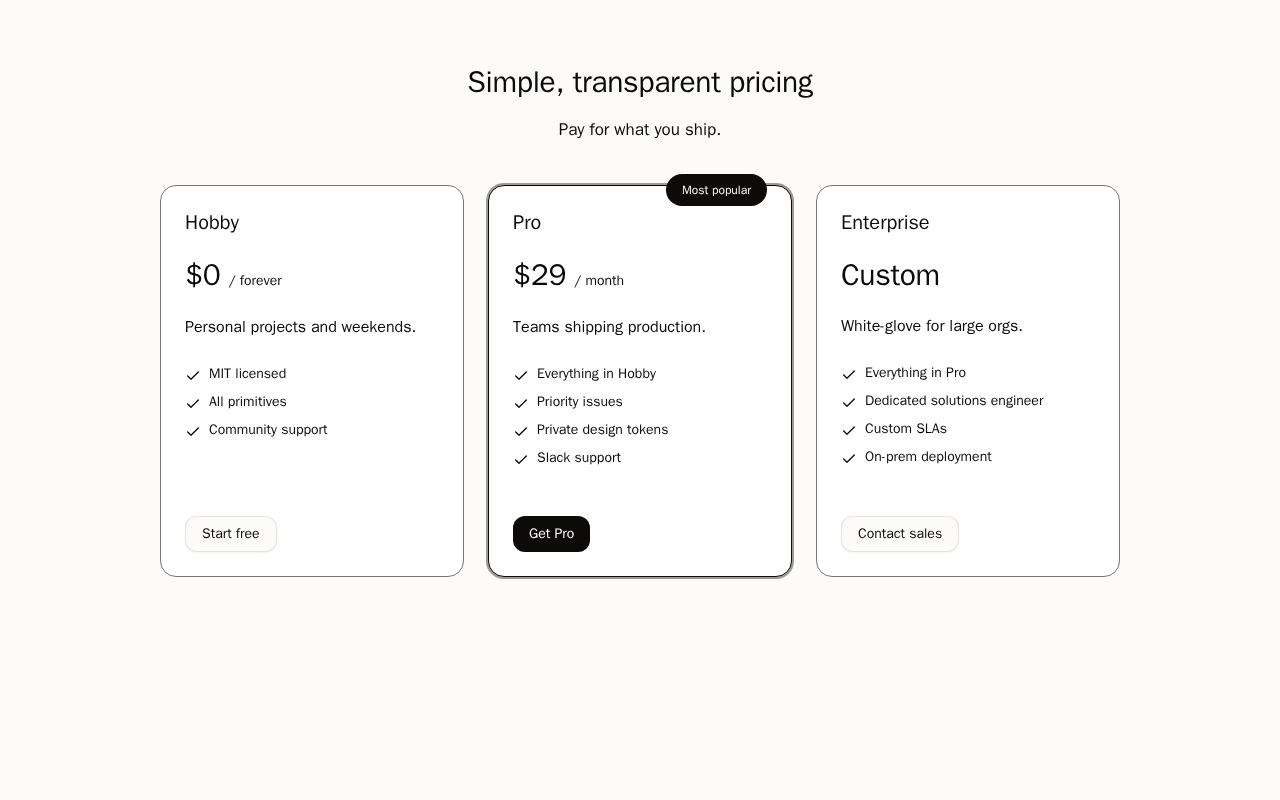 Simple, transparent pricing
Pay for what you ship.
Hobby
$0 / forever
Personal projects and weekends.
MIT licensed
All primitives
Community support
Start free
Most popular
Pro
$29 / month
Teams shipping production.
Everything in Hobby
Priority issues
Private design tokens
Slack support
Get Pro
Enterprise
Custom
White-glove for large orgs.
Everything in Pro
Dedicated solutions engineer
Custom SLAs
On-prem deployment
Contact sales